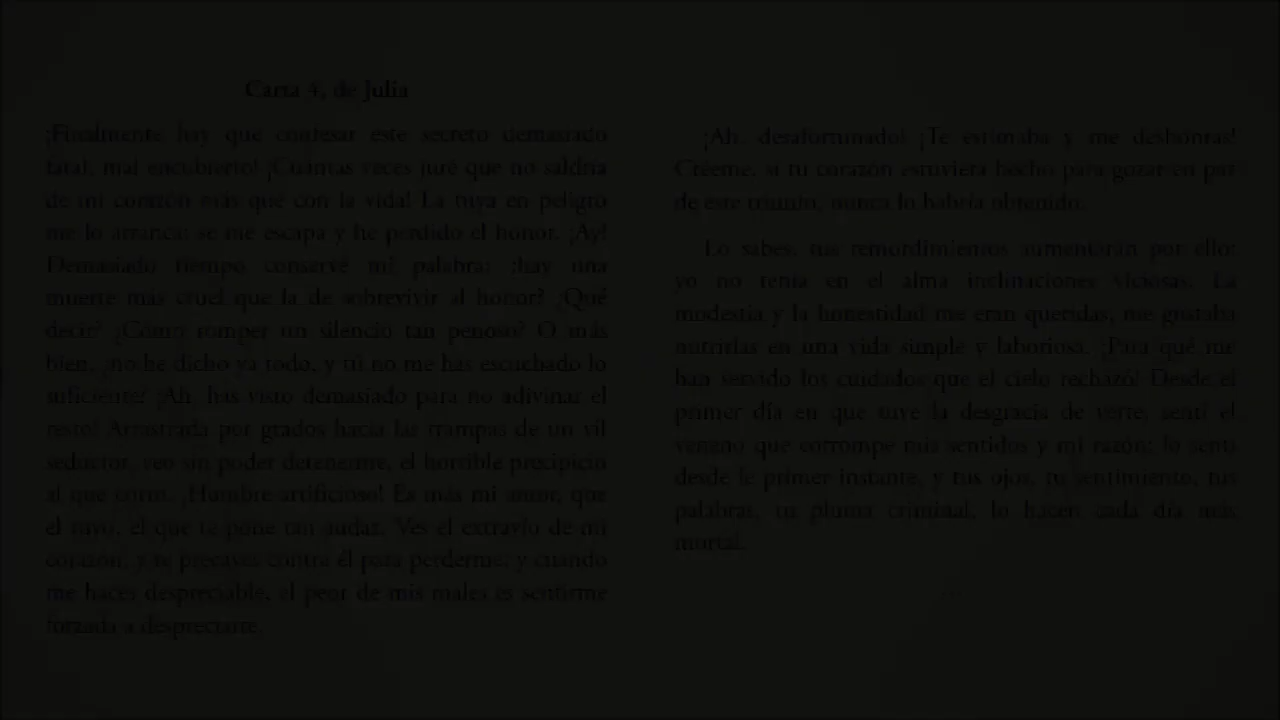 Carta 4, de Julia
¡Finalmente hay que confesar este secreto demasiado
fatal, mal encubierto! ¡Cuántas veces juré que no saldría
de mi corazón más que con la vida! La tuya en peligro
me lo arranca; se me escapa y he perdido el honor. ¡Ay!
Demasiado tiempo conservé mi palabra; ¿hay una
muerte más cruel que la de sobrevivir al honor? ¿Qué
decir? ¿Cómo romper un silencio tan penoso? O más
bien, ¿no he dicho ya todo, y tú no me has escuchado lo
suficiente? ¡Ah, has visto demasiado para no adivinar el
resto! Arrastrada por grados hacia las trampas de un vil
seductor, veo sin poder detenerme, el horrible precipicio
al que corro. ¡Hombre artificioso! Es más mi amor, que
el tuyo, el que te pone tan audaz. Ves el extravío de mi
corazón, y te precaves contra él para perderme, y cuando
me haces despreciable, el peor de mis males es sentirme
forzada a despreciarte.
¡Ah, desafortunado! ¡Te estimaba y me deshonras!
Créeme, si tu corazón estuviera hecho para gozar en paz
de este triunfo, nunca lo habría obtenido.
Lo sabes, tus remordimientos aumentarán por ello;
yo no tenía en el alma inclinaciones viciosas. La
modestia y la honestidad me eran queridas, me gustaba
nutrirlas en una vida simple y laboriosa. ¡Para qué me
han servido los cuidados que el cielo rechazó! Desde el
primer día en que tuve la desgracia de verte, sentí el
veneno que corrompe mis sentidos y mi razón; lo sentí
desde le primer instante, y tus ojos, tu sentimiento, tus
palabras, tu pluma criminal, lo hacen cada día más
mortal.